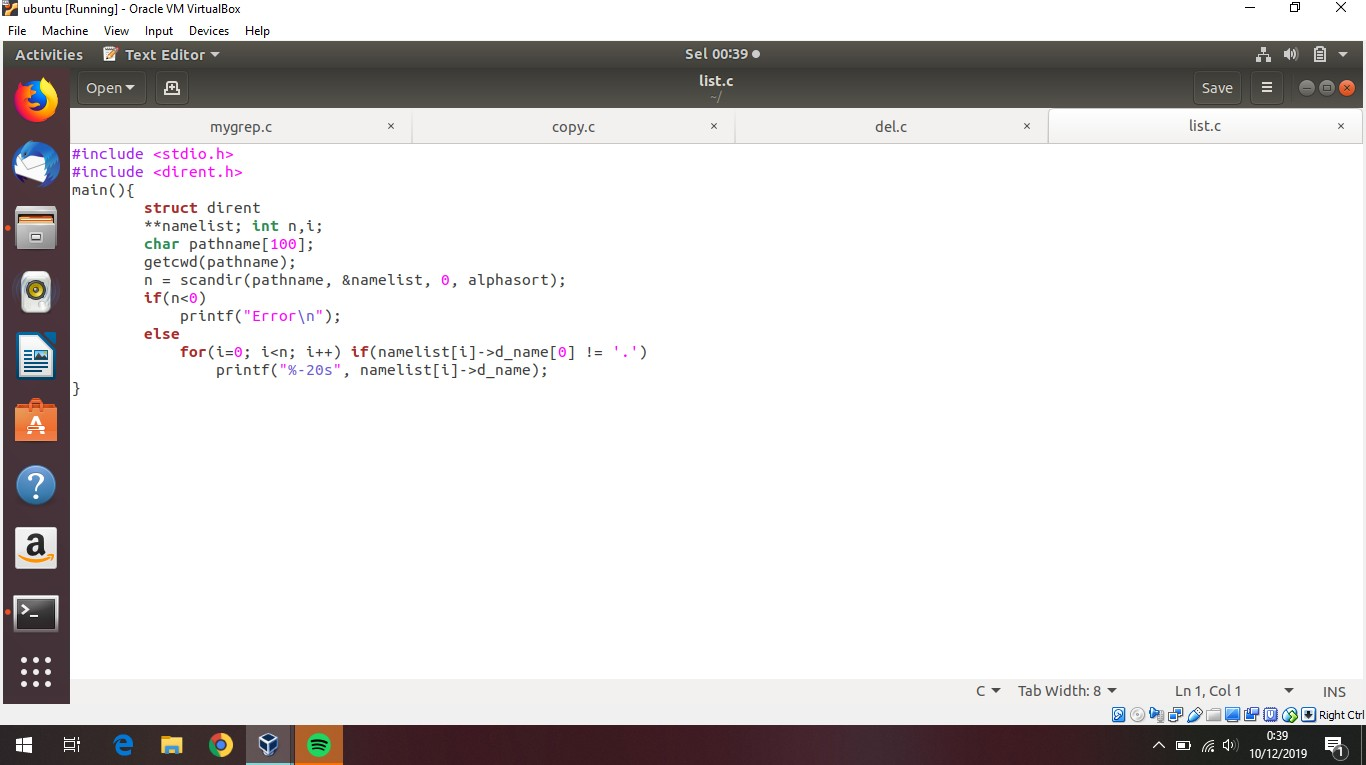 ubuntu [Running] - Oracle VM VirtualBox
File Machine View Input Devices Help
Activities Text Editor Sel 00:39
Open list.c Save
~/
mygrep.c × copy.c × del.c × list.c ×
#include <stdio.h>
#include <dirent.h>
main(){
        struct dirent
        **namelist; int n,i;
        char pathname[100];
        getcwd(pathname);
        n = scandir(pathname, &namelist, 0, alphasort);
        if(n<0)
            printf("Error\n");
        else
            for(i=0; i<n; i++) if(namelist[i]->d_name[0] != '.')
                printf("%-20s", namelist[i]->d_name);
}
C Tab Width: 8 Ln 1, Col 1 INS
Right Ctrl
0:39
10/12/2019
1